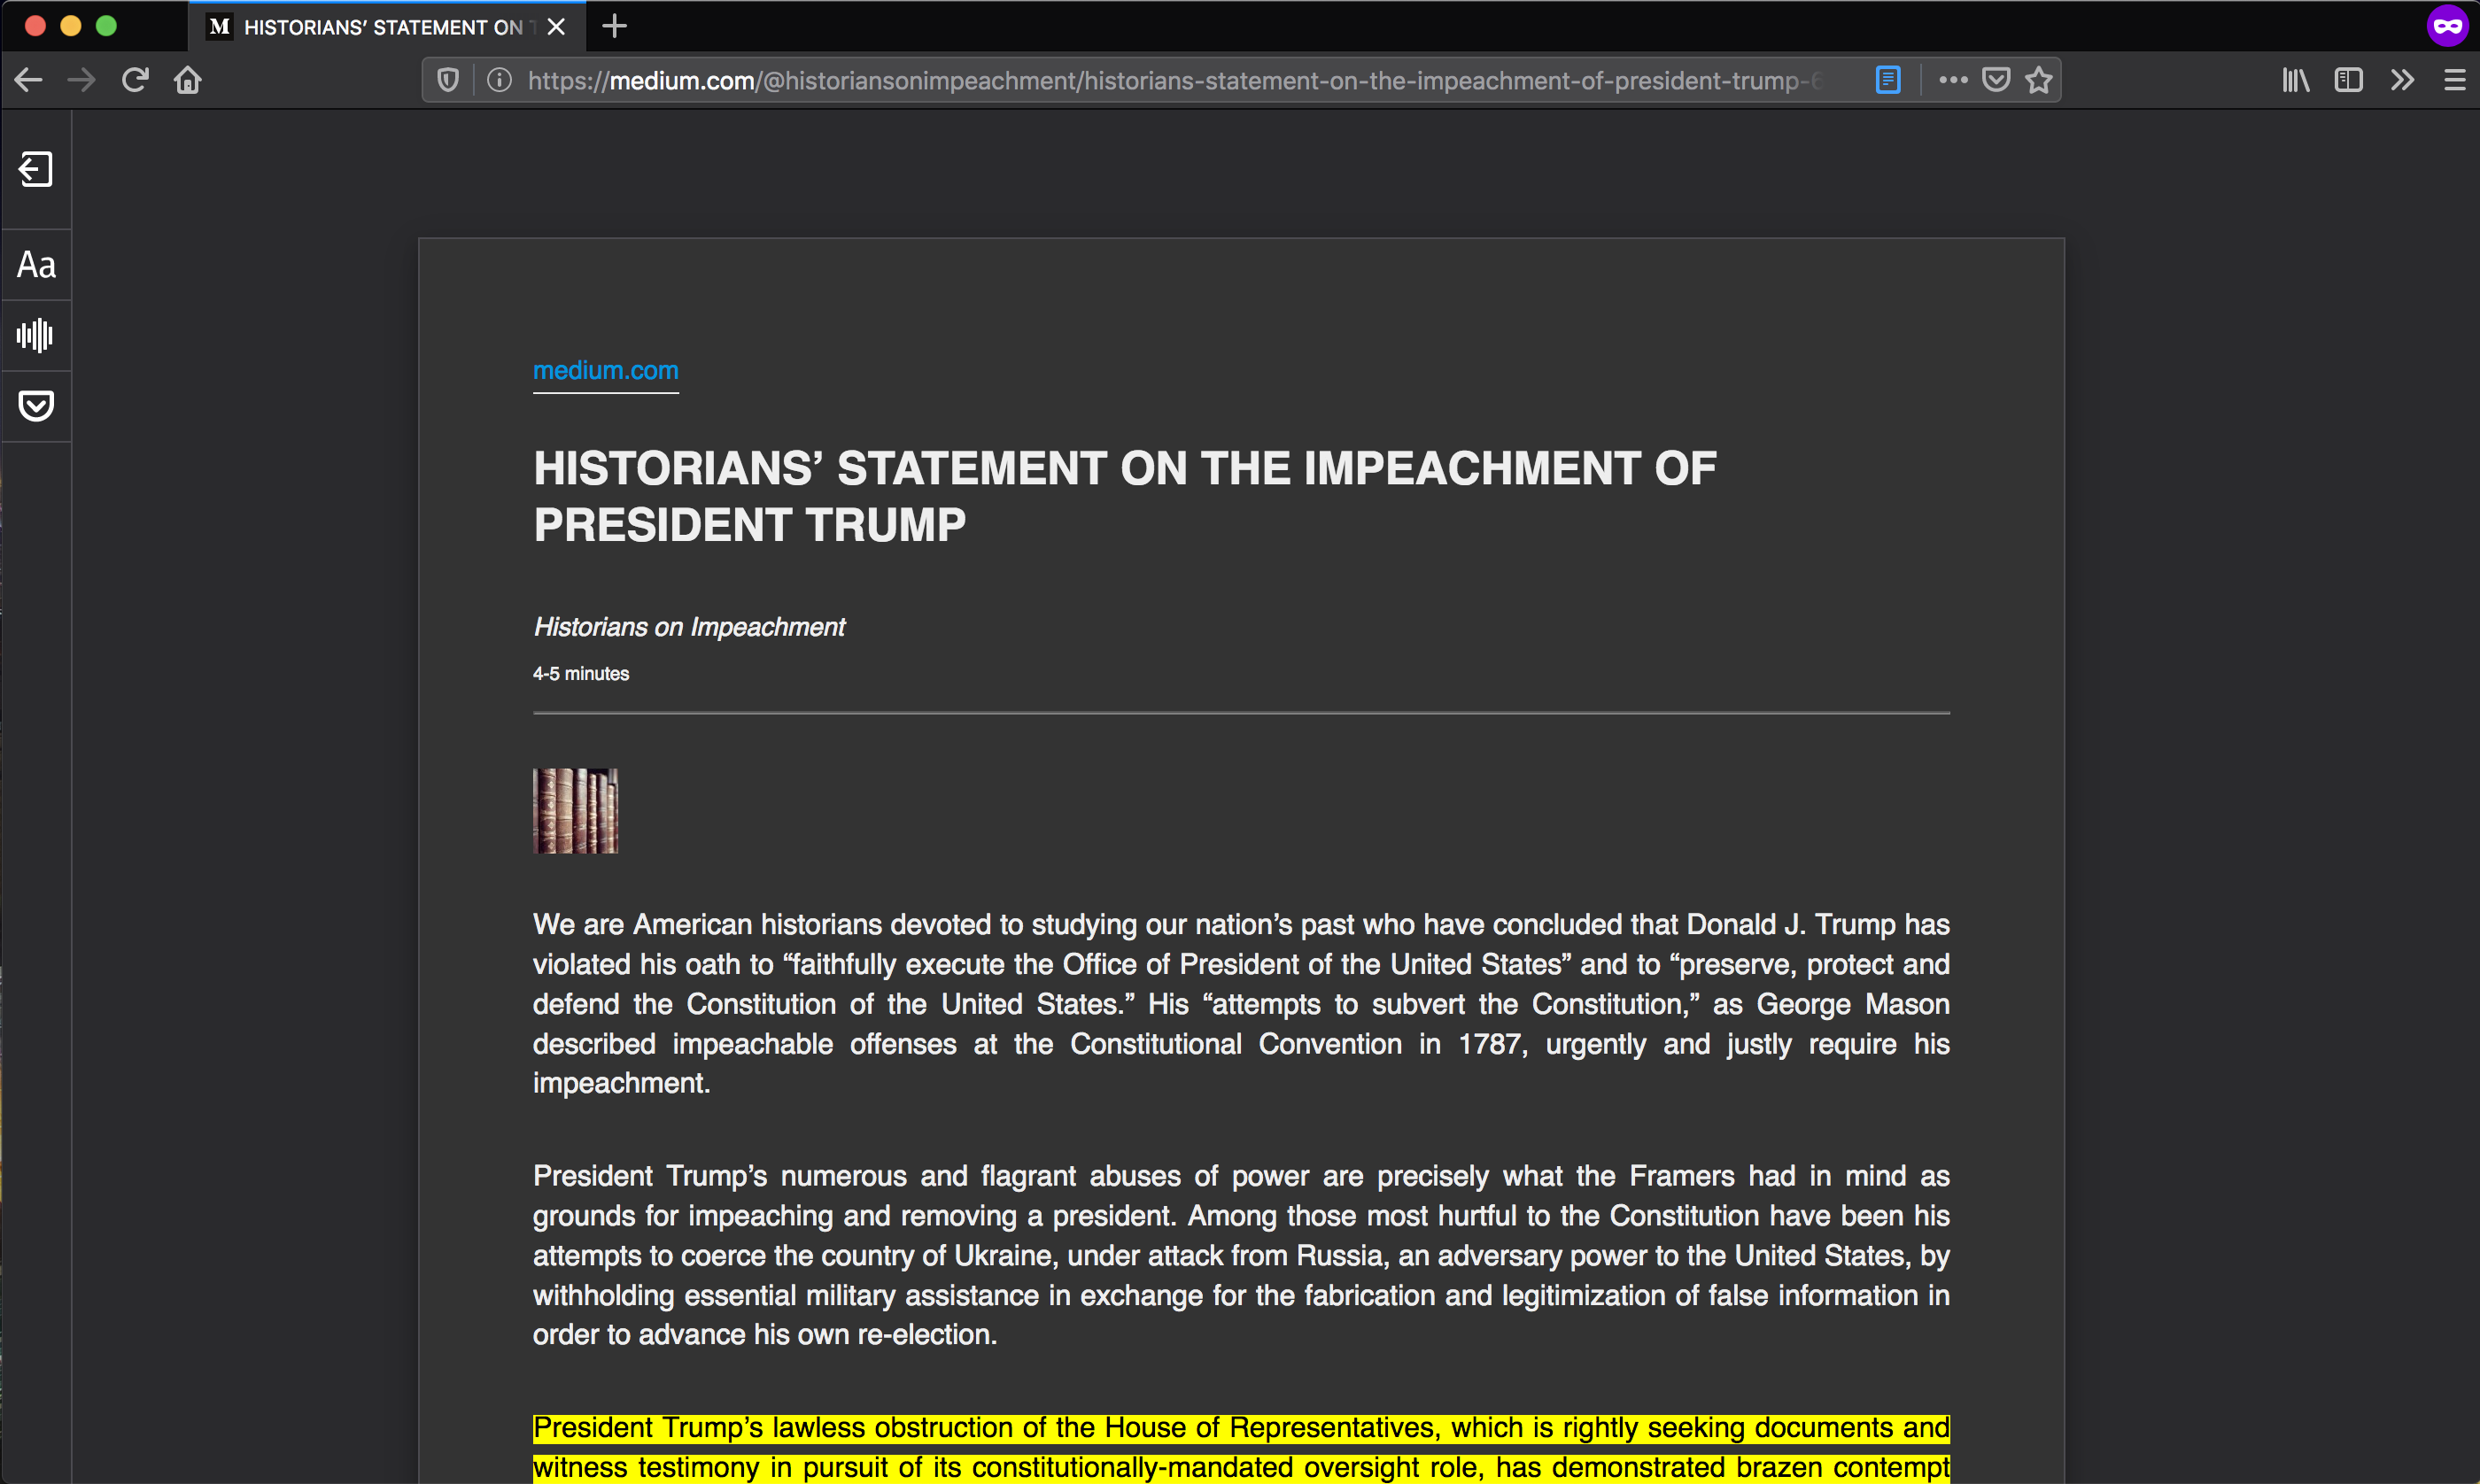 M HISTORIANS’ STATEMENT ON
https://medium.com/@historiansonimpeachment/historians-statement-on-the-impeachment-of-president-trump-
Aa
medium.com
HISTORIANS’ STATEMENT ON THE IMPEACHMENT OF
PRESIDENT TRUMP
Historians on Impeachment
4-5 minutes
We are American historians devoted to studying our nation’s past who have concluded that Donald J. Trump has
violated his oath to “faithfully execute the Office of President of the United States” and to “preserve, protect and
defend the Constitution of the United States.” His “attempts to subvert the Constitution,” as George Mason
described impeachable offenses at the Constitutional Convention in 1787, urgently and justly require his
impeachment.
President Trump’s numerous and flagrant abuses of power are precisely what the Framers had in mind as
grounds for impeaching and removing a president. Among those most hurtful to the Constitution have been his
attempts to coerce the country of Ukraine, under attack from Russia, an adversary power to the United States, by
withholding essential military assistance in exchange for the fabrication and legitimization of false information in
order to advance his own re-election.
President Trump’s lawless obstruction of the House of Representatives, which is rightly seeking documents and
witness testimony in pursuit of its constitutionally-mandated oversight role, has demonstrated brazen contempt